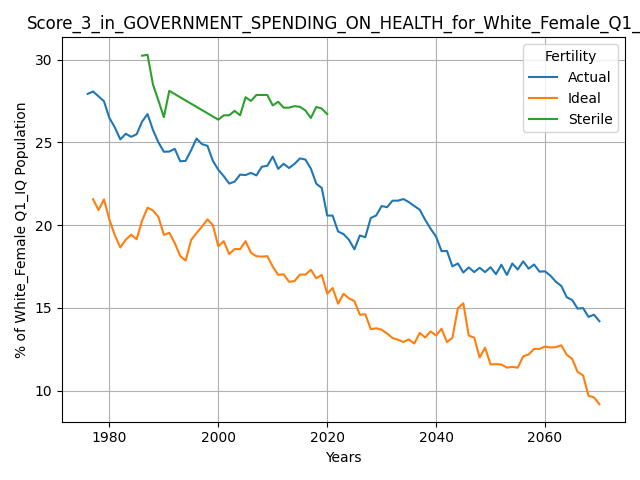 Score_3_in_GOVERNMENT_SPENDING_ON_HEALTH_for_White_Female_Q1_
Fertility
Actual
Ideal
Sterile
% of White_Female Q1_IQ Population
30
25
20
15
10
1980
2000
2020
2040
2060
Years